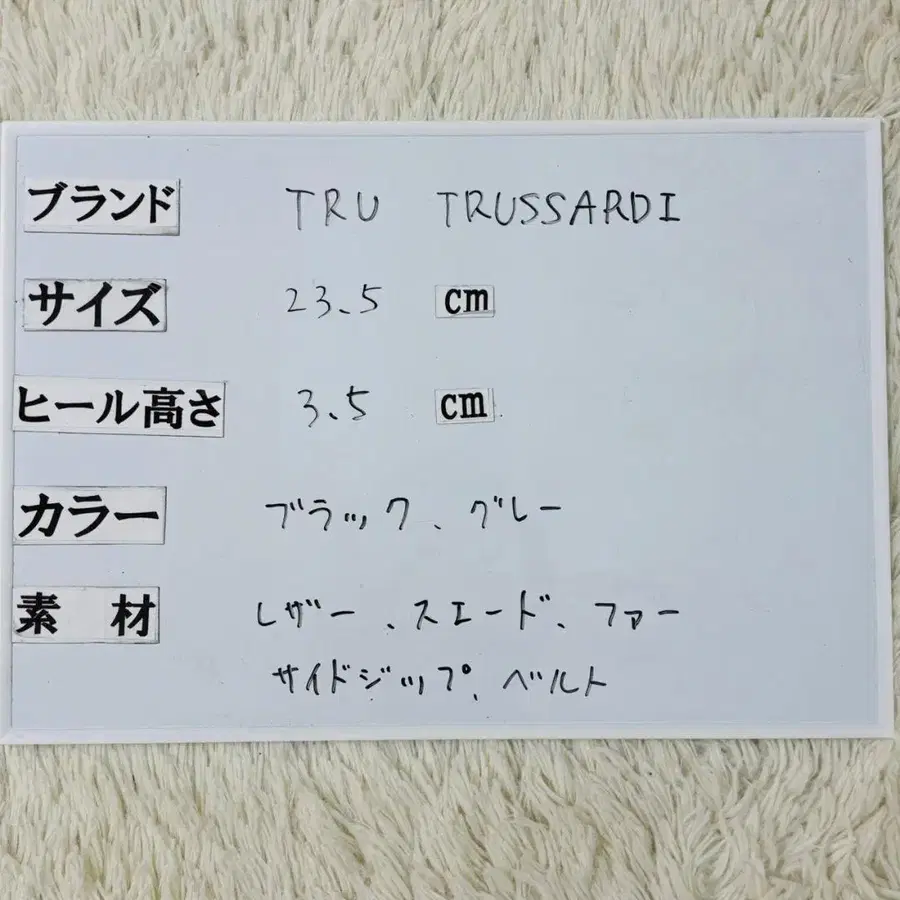 ブランド TRU TRUSSARDI
サイズ 23.5 cm
ヒール高さ 3.5 cm
カラー ブラック、グレー
素 材 レザー、スエード、ファー
サイドジップ、ベルト